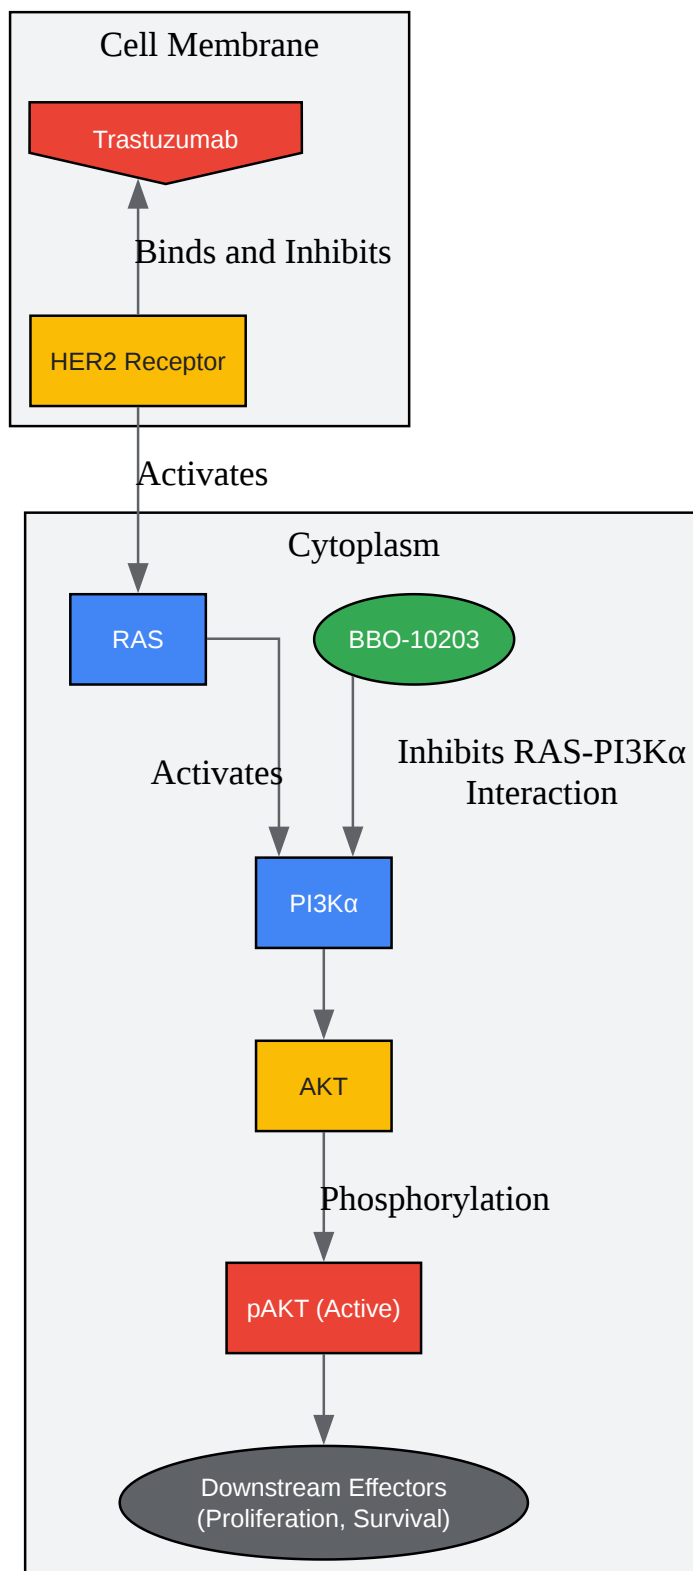 Cell Membrane
Trastuzumab
Binds and Inhibits
HER2 Receptor
Activates
Cytoplasm
RAS
BBO-10203
Activates
Inhibits RAS-PI3Kα
Interaction
PI3Kα
AKT
Phosphorylation
pAKT (Active)
Downstream Effectors
(Proliferation, Survival)